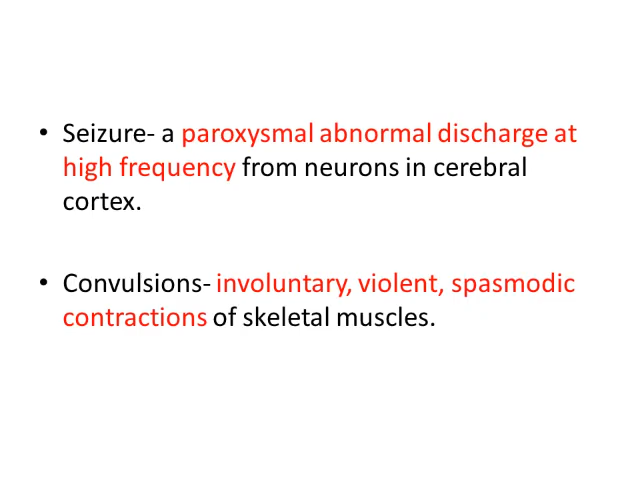 • Seizure- a paroxysmal abnormal discharge at
high frequency from neurons in cerebral
cortex.
• Convulsions- involuntary, violent, spasmodic
contractions of skeletal muscles.